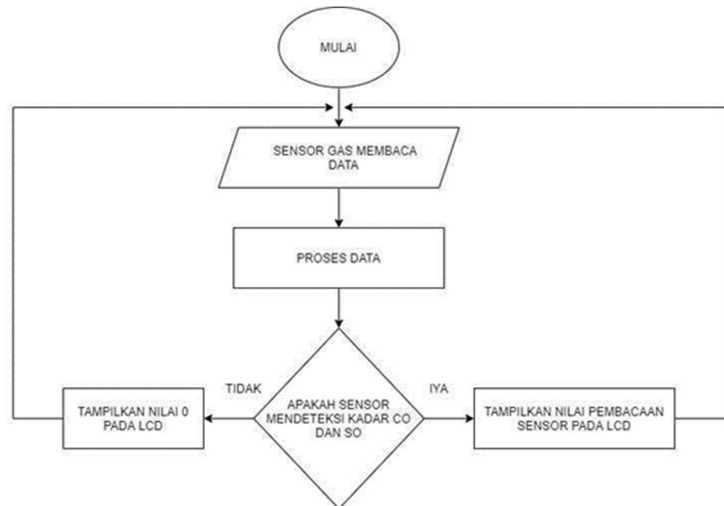 MULAI
SENSOR GAS MEMBACA
DATA
PROSES DATA
TIDAK
IYA
TAMPILKAN NILAI 0
PADA LCD
APAKAH SENSOR
MENDETEKSI KADAR CO
DAN SO
TAMPILKAN NILAI PEMBACAAN
SENSOR PADA LCD